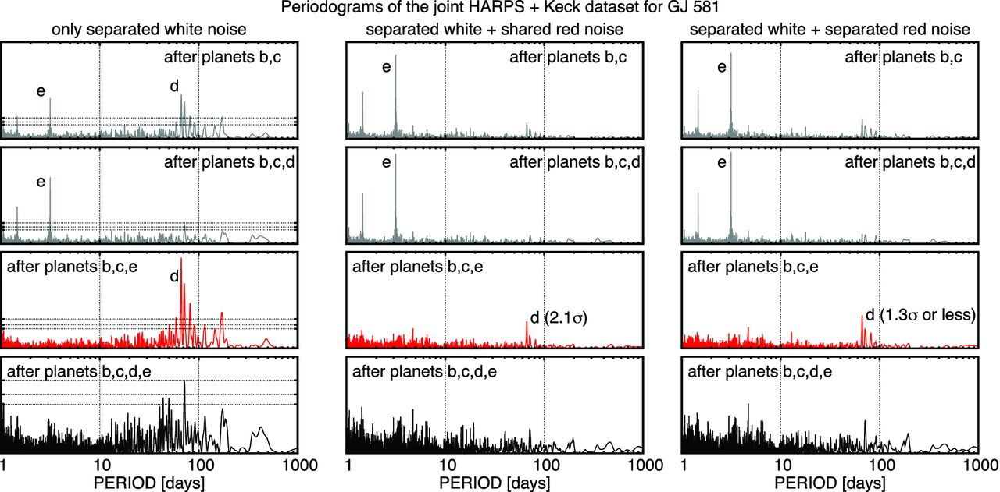 Periodograms of the joint HARPS + Keck dataset for GJ 581
only separated white noise
separated white + shared red noise
separated white + separated red noise
after planets b,c
e
d
after planets b,c
e
after planets b,c
e
after planets b,c,d
e
after planets b,c,d
e
after planets b,c,d
e
after planets b,c,e
d
after planets b,c,e
d (2.1σ)
after planets b,c,e
d (1.3σ or less)
after planets b,c,d,e
after planets b,c,d,e
after planets b,c,d,e
1 10 100 1000
1 10 100 1000
1 10 100 1000
PERIOD [days]
PERIOD [days]
PERIOD [days]